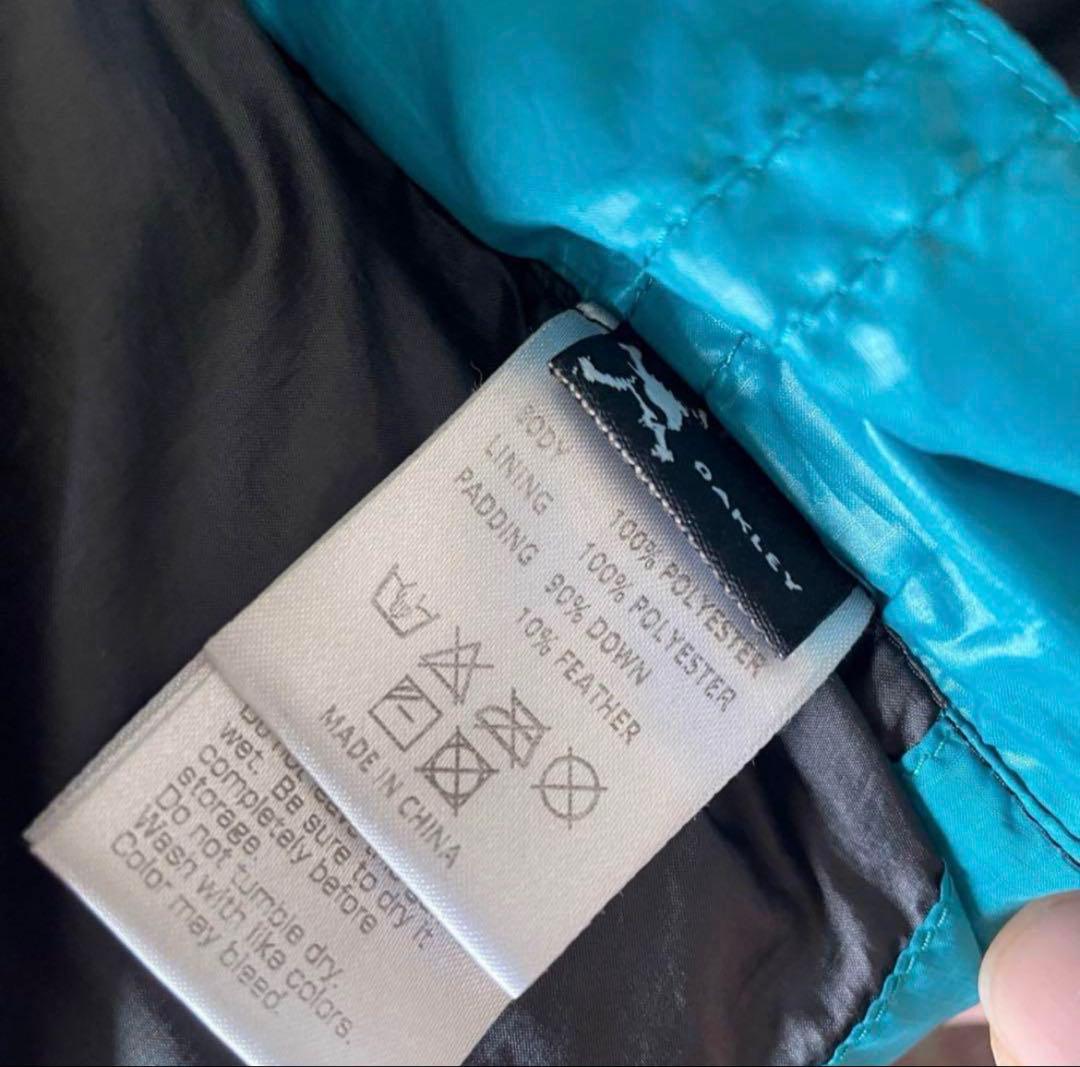 OAKLEY
BODY 100% POLYESTER
LINING 100% POLYESTER
PADDING 90% DOWN
10% FEATHER
MADE IN CHINA
wet. Be sure to dry it
completely before
storage.
Do not tumble dry.
Wash with like colors.
Color may bleed.